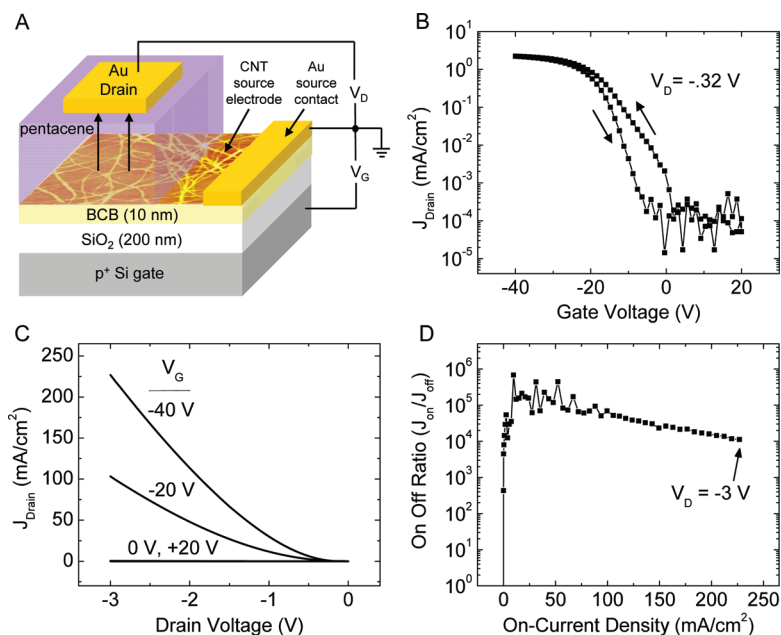 A
Au
Drain
pentacene
CNT
source
electrode
Au
source
contact
V_D
V_G
BCB (10 nm)
SiO₂ (200 nm)
p⁺ Si gate
B
J_Drain (mA/cm²)
10¹
10⁰
10⁻¹
10⁻²
10⁻³
10⁻⁴
10⁻⁵
V_D = -.32 V
-40 -20 0 20
Gate Voltage (V)
C
J_Drain (mA/cm²)
250
200
150
100
50
0
V_G
-40 V
-20 V
0 V, +20 V
-3 -2 -1 0
Drain Voltage (V)
D
On Off Ratio (J_on/J_off)
10⁶
10⁵
10⁴
10³
10²
10¹
10⁰
V_D = -3 V
0 50 100 150 200 250
On-Current Density (mA/cm²)